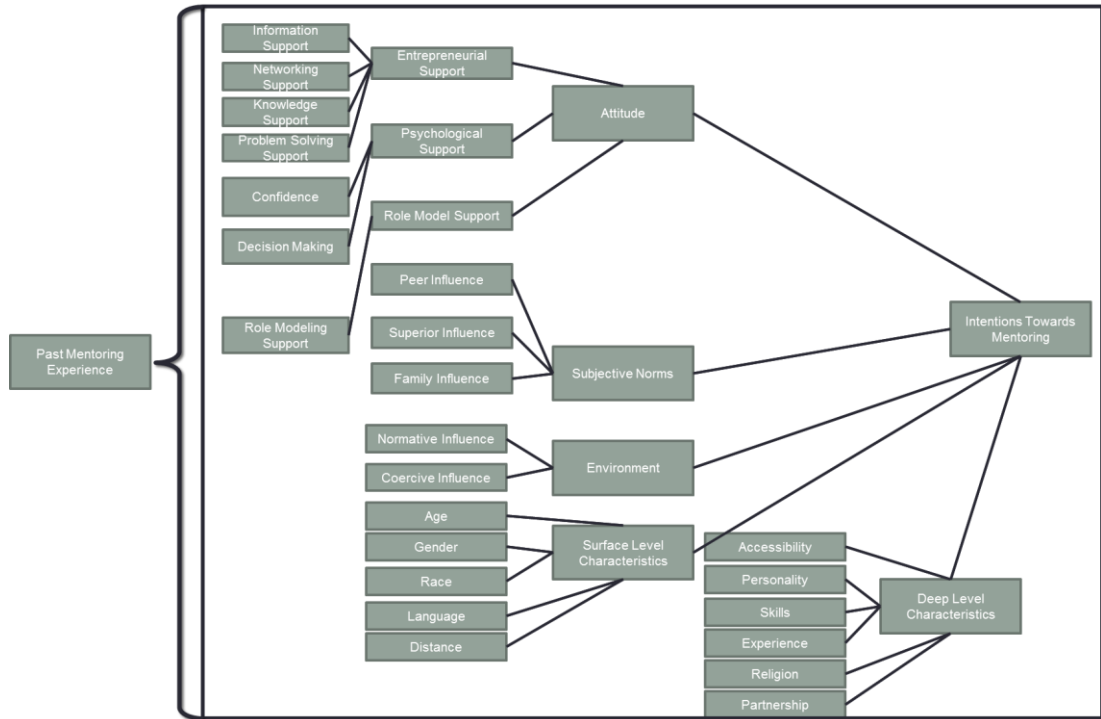 Information
Support
Networking
Support
Knowledge
Support
Problem Solving
Support
Confidence
Decision Making
Role Modeling
Support
Entrepreneurial
Support
Psychological
Support
Role Model Support
Peer Influence
Superior Influence
Family Influence
Normative Influence
Coercive Influence
Age
Gender
Race
Language
Distance
Attitude
Subjective Norms
Environment
Surface Level
Characteristics
Accessibility
Personality
Skills
Experience
Religion
Partnership
Deep Level
Characteristics
Intentions Towards
Mentoring
Past Mentoring
Experience